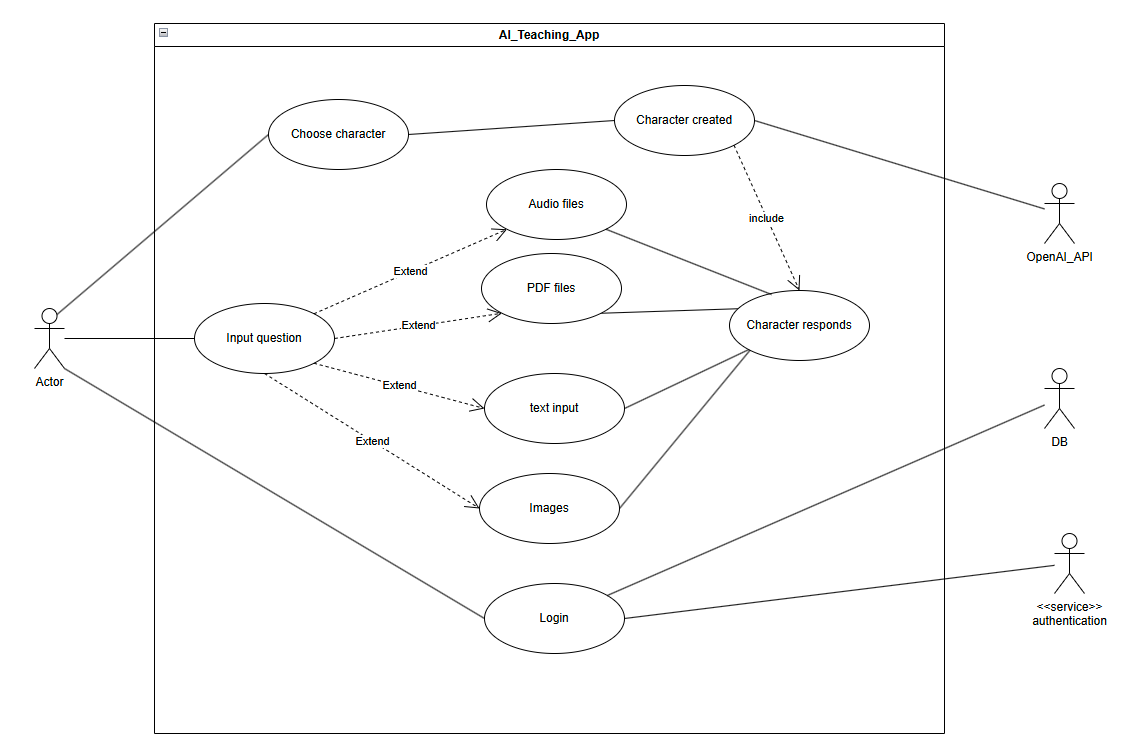 AI_Teaching_App
Choose character
Character created
Audio files
include
OpenAI_API
Extend
PDF files
Extend
Character responds
Input question
Actor
Extend
text input
Extend
DB
Images
Login
<<service>>
authentication